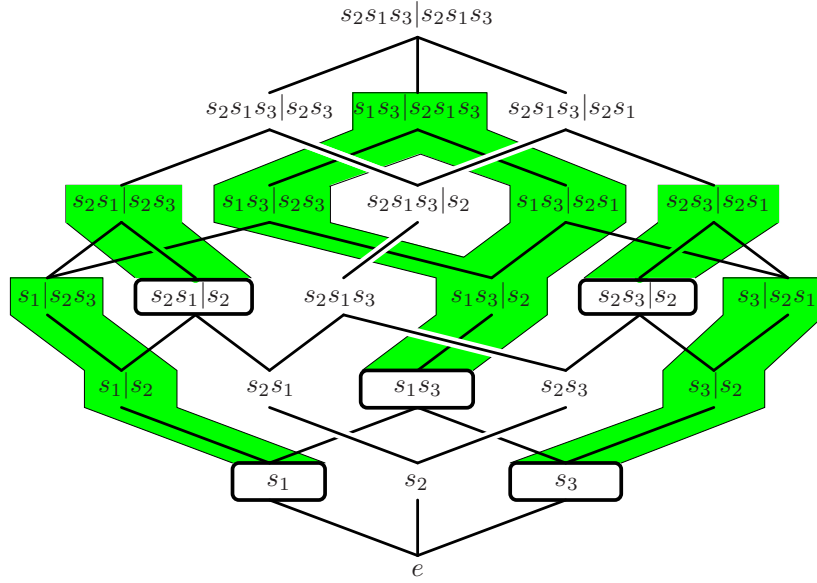 s₂s₁s₃|s₂s₁s₃
s₂s₁s₃|s₂s₃ s₁s₃|s₂s₁s₃ s₂s₁s₃|s₂s₁
s₂s₁|s₂s₃ s₁s₃|s₂s₃ s₂s₁s₃|s₂ s₁s₃|s₂s₁ s₂s₃|s₂s₁
s₁|s₂s₃ s₂s₁|s₂ s₂s₁s₃ s₁s₃|s₂ s₂s₃|s₂ s₃|s₂s₁
s₁|s₂ s₂s₁ s₁s₃ s₂s₃ s₃|s₂
s₁ s₂ s₃
e